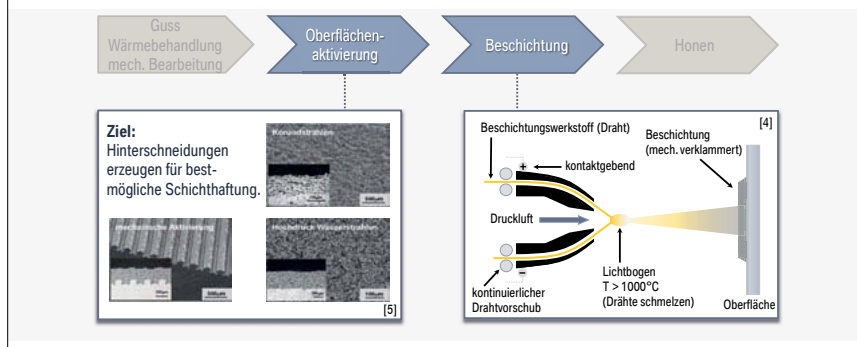 Guss
Wärmebehandlung
mech. Bearbeitung
Oberflächen-
aktivierung
Beschichtung
Honen
Ziel:
Hinterschneidungen
erzeugen für best-
mögliche Schichthaftung.
Korundstrahlen
mechanische Aktivierung
Hochdruck Wasserstrahlen
[5]
[4]
Beschichtungswerkstoff (Draht)
Beschichtung
(mech. verklammert)
+
kontaktgebend
Druckluft
−
kontinuierlicher
Drahtvorschub
Lichtbogen
T > 1000°C
(Drähte schmelzen)
Oberfläche